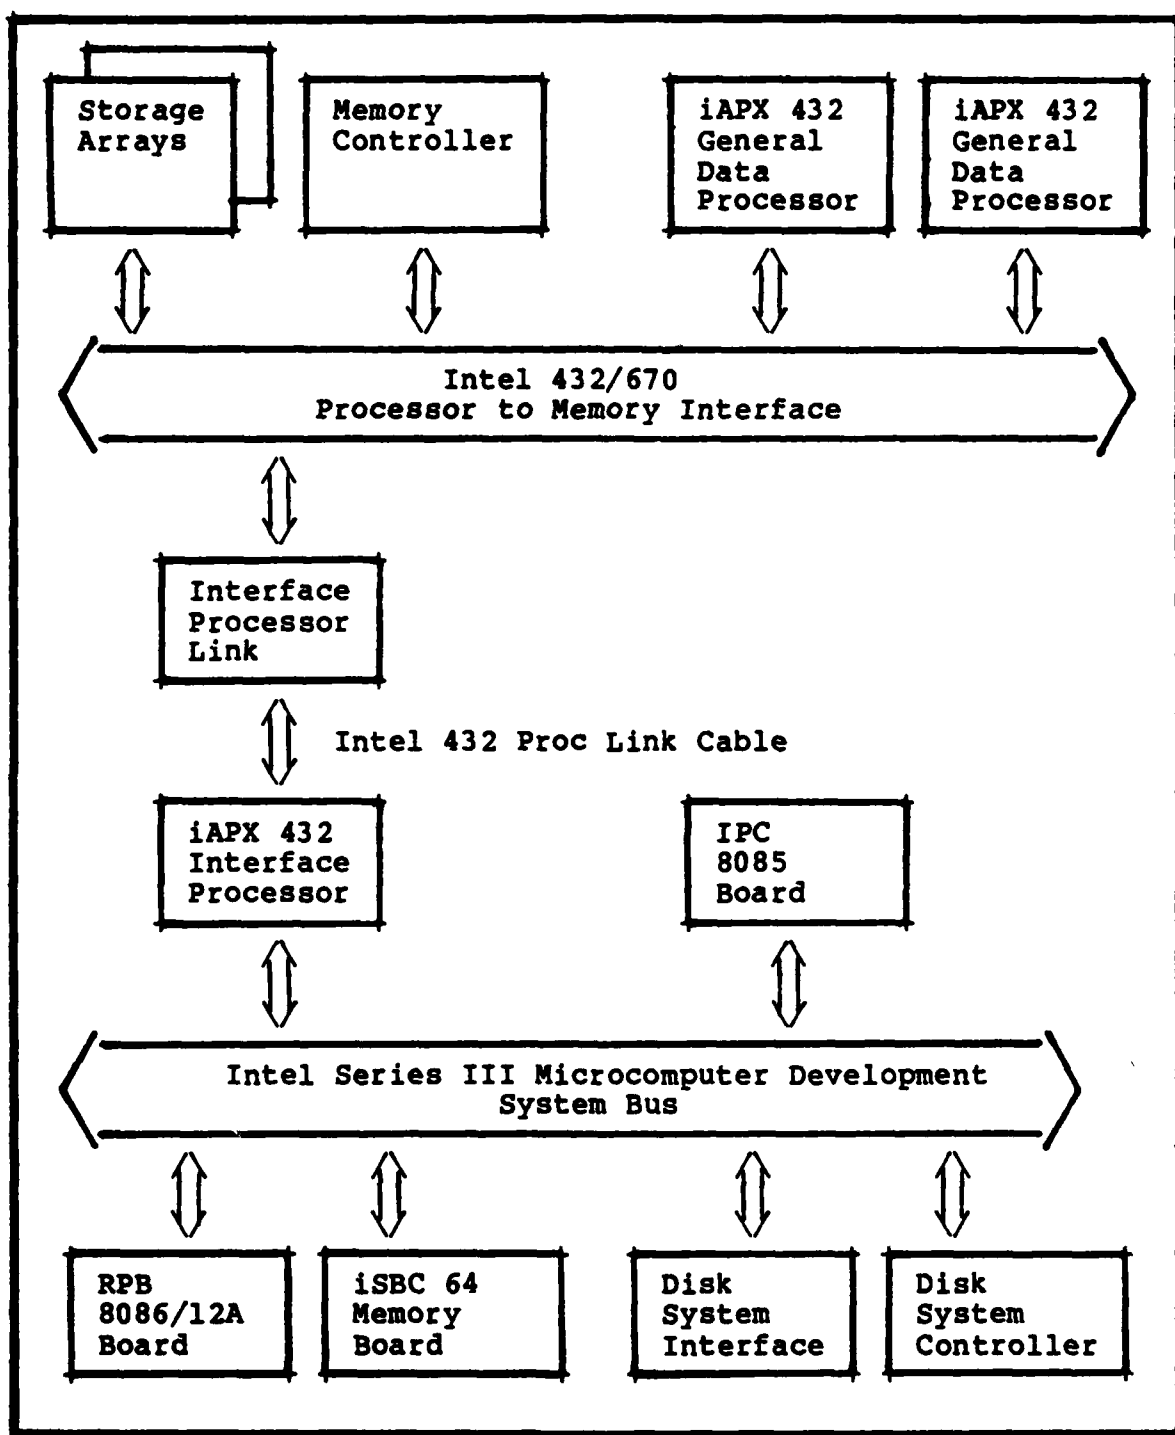 Storage
Arrays
Memory
Controller
iAPX 432
General
Data
Processor
iAPX 432
General
Data
Processor
Intel 432/670
Processor to Memory Interface
Interface
Processor
Link
Intel 432 Proc Link Cable
iAPX 432
Interface
Processor
IPC
8085
Board
Intel Series III Microcomputer Development
System Bus
RPB
8086/12A
Board
iSBC 64
Memory
Board
Disk
System
Interface
Disk
System
Controller